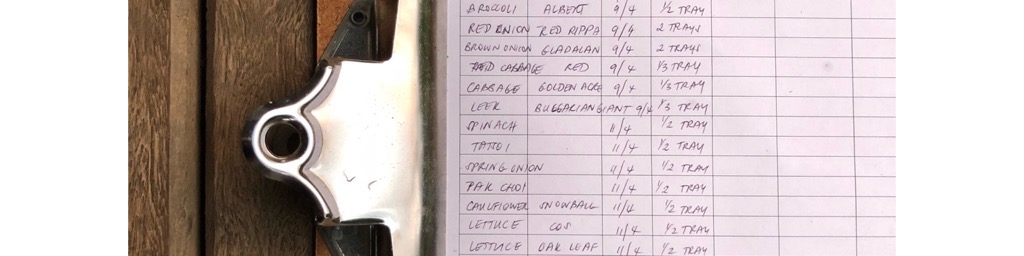 BROCCOLI ALBERT 9/4 1/2 TRAY
RED ONION RED RIPPA 9/4 2 TRAYS
BROWN ONION GLADALAN 9/4 2 TRAYS
RED CABBAGE RED 9/4 1/3 TRAY
CABBAGE GOLDEN ACRE 9/4 1/3 TRAY
LEEK BULGARIAN GIANT 9/4 1/3 TRAY
SPINACH 11/4 1/2 TRAY
TATSOI 11/4 1/2 TRAY
SPRING ONION 11/4 1/2 TRAY
PAK CHOI 11/4 1/2 TRAY
CAULIFLOWER SNOWBALL 11/4 1/2 TRAY
LETTUCE COS 11/4 1/2 TRAY
LETTUCE OAK LEAF 11/4 1/2 TRAY